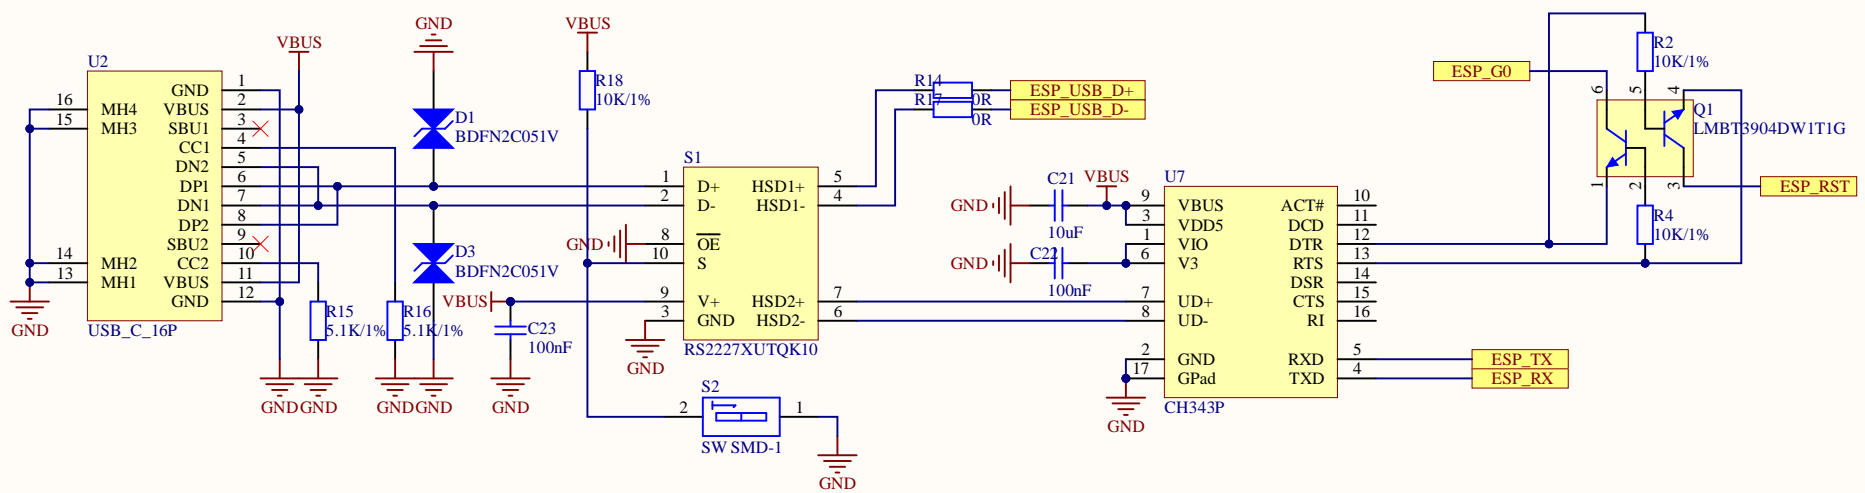 U2
USB_C_16P
16 MH4
15 MH3
14 MH2
13 MH1
GND
GND 1
VBUS 2
SBU1 3
CC1 4
DN2 5
DP1 6
DN1 7
DP2 8
SBU2 9
CC2 10
VBUS 11
GND 12
VBUS
GND
D1
BDFN2C051V
D3
BDFN2C051V
R15
5.1K/1%
R16
5.1K/1%
GND
GND
GND
GND
VBUS
R18
10K/1%
VBUS
C23
100nF
GND
GND
GND
S1
1 D+ HSD1+ 5
2 D- HSD1- 4
8 OE
10 S
9 V+ HSD2+ 7
3 GND HSD2- 6
RS2227XUTQK10
S2
2 1
SW SMD-1
GND
R14
0R
R17
0R
ESP_USB_D+
ESP_USB_D-
C21
10uF
GND
VBUS
C22
100nF
GND
U7
9 VBUS ACT# 10
3 VDD5 DCD 11
1 VIO DTR 12
6 V3 RTS 13
DSR 14
7 UD+ CTS 15
8 UD- RI 16
2 GND RXD 5
17 GPad TXD 4
CH343P
GND
ESP_TX
ESP_RX
ESP_G0
R2
10K/1%
6 5 4
Q1
LMBT3904DW1T1G
1 2 3
ESP_RST
R4
10K/1%